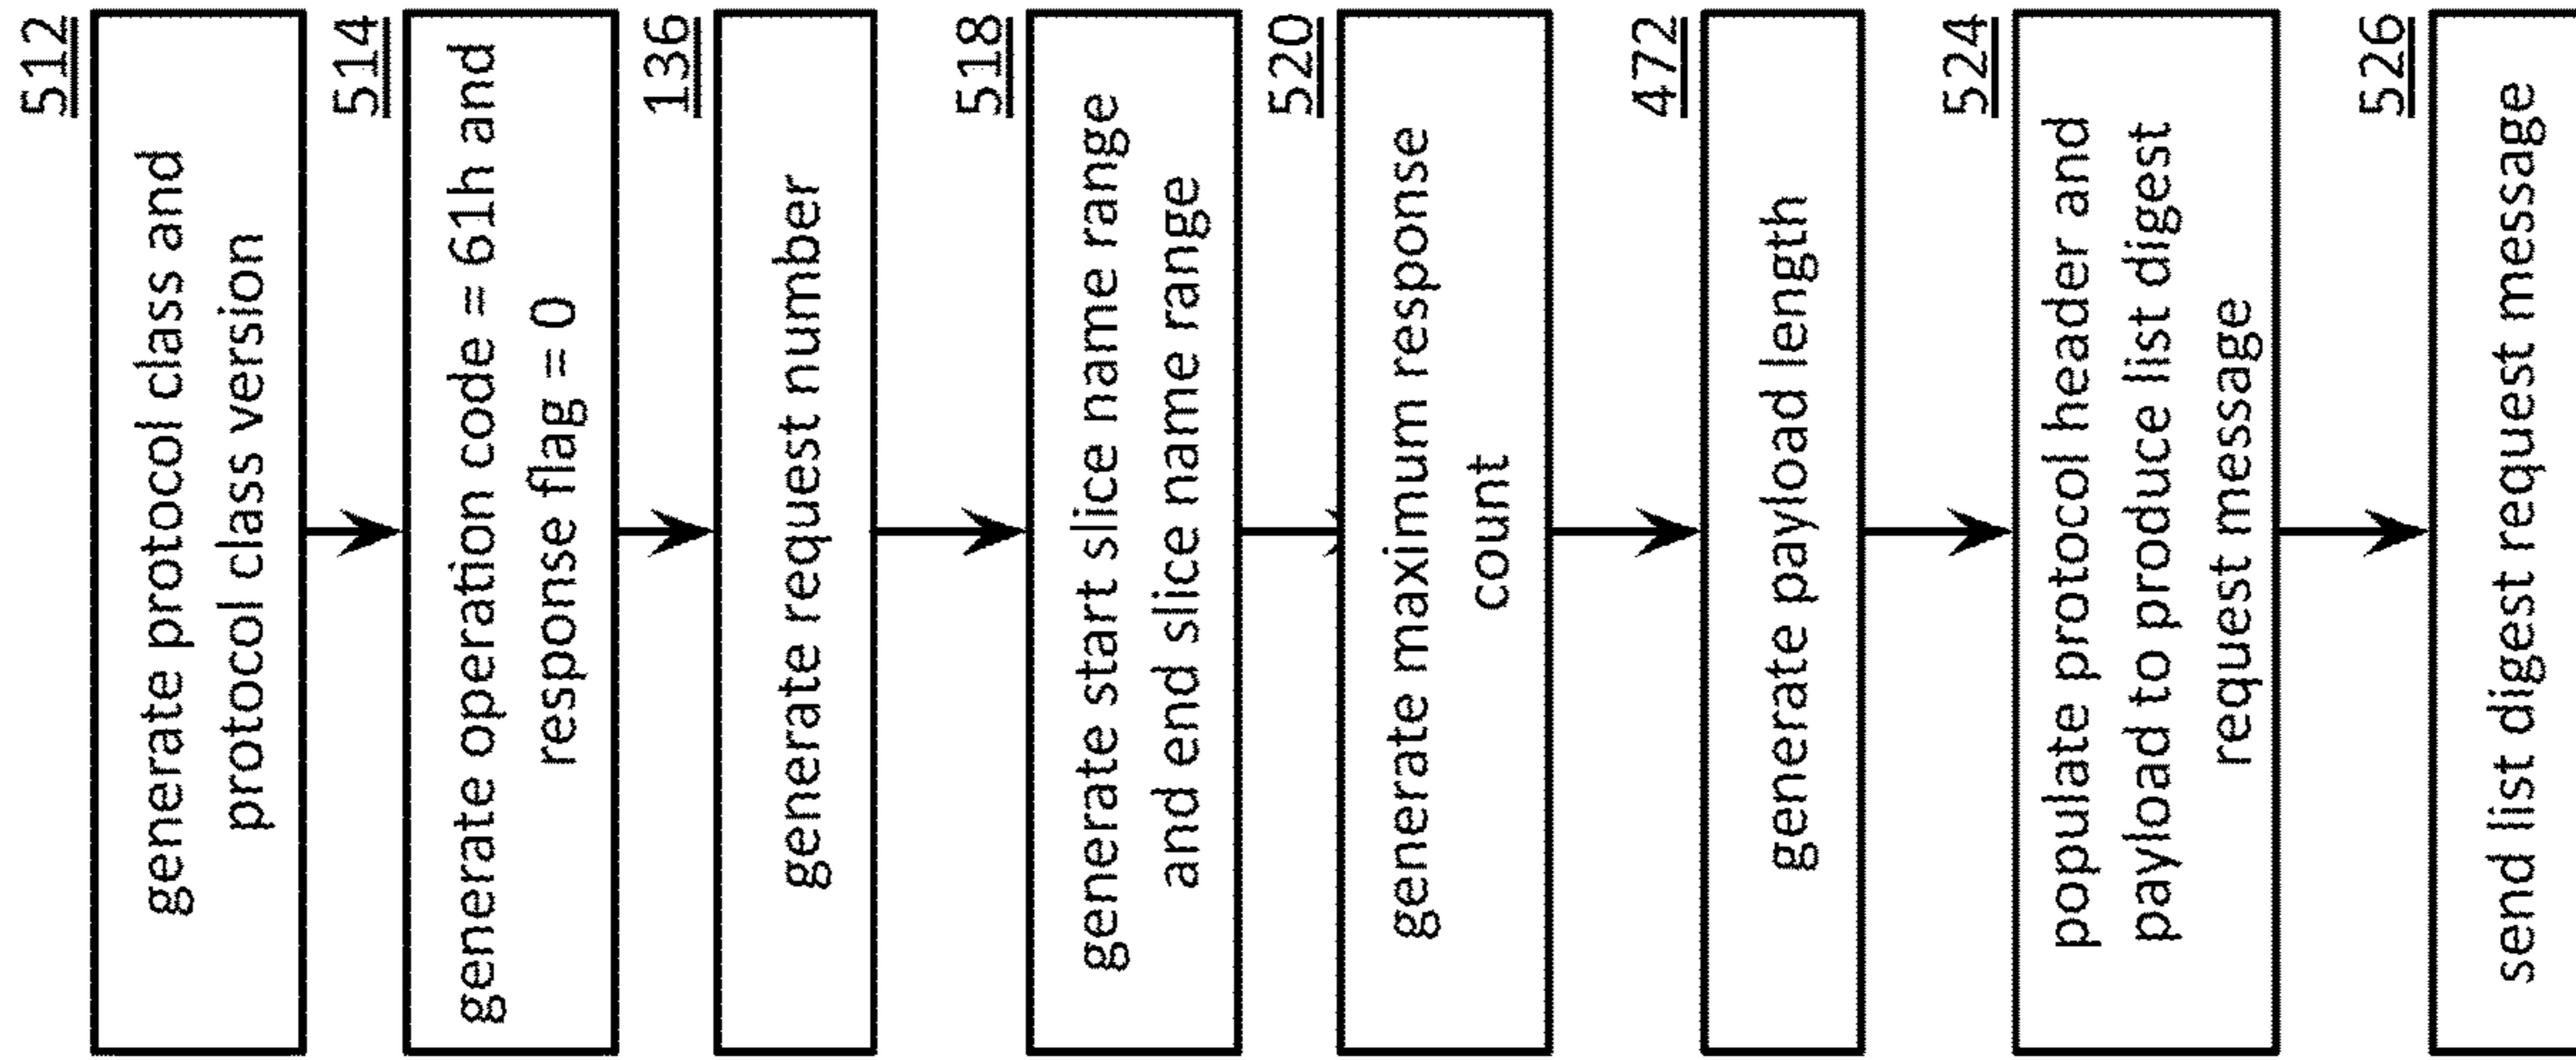 512
generate protocol class and
protocol class version
514
generate operation code = 61h and
response flag = 0
136
generate request number
518
generate start slice name range
and end slice name range
520
generate maximum response
count
472
generate payload length
524
populate protocol header and
payload to produce list digest
request message
526
send list digest request message